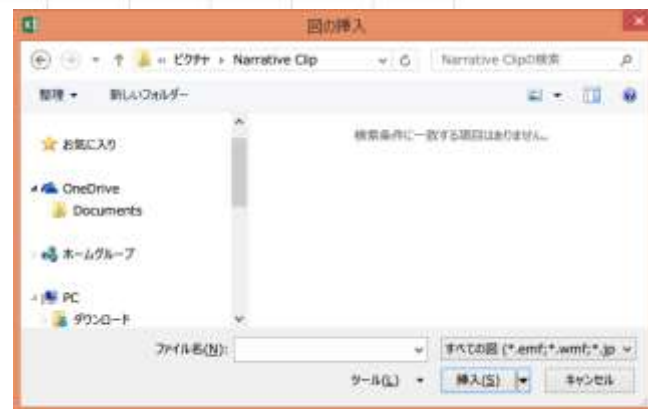 図の挿入
« ピクチャ › Narrative Clip
Narrative Clipの検索
整理 新しいフォルダー
お気に入り
検索条件に一致する項目はありません。
OneDrive
Documents
ホームグループ
PC
ダウンロード
ファイル名(N):
すべての図 (*.emf;*.wmf;*.jp
ツール(L) 挿入(S) キャンセル